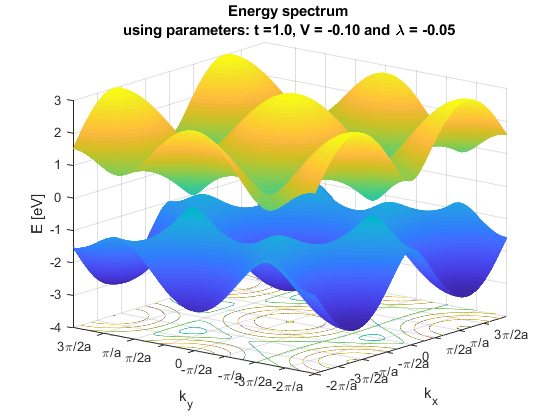 Energy spectrum
using parameters: t =1.0, V = -0.10 and λ = -0.05
3
2
1
0
-1
-2
-3
-4
E [eV]
3π/2a
π/a
π/2a
0
-π/2a
-π/a
-3π/2a
-2π/a
k_y
-2π/a
-3π/2a
-π/a
-π/2a
0
π/2a
π/a
3π/2a
k_x